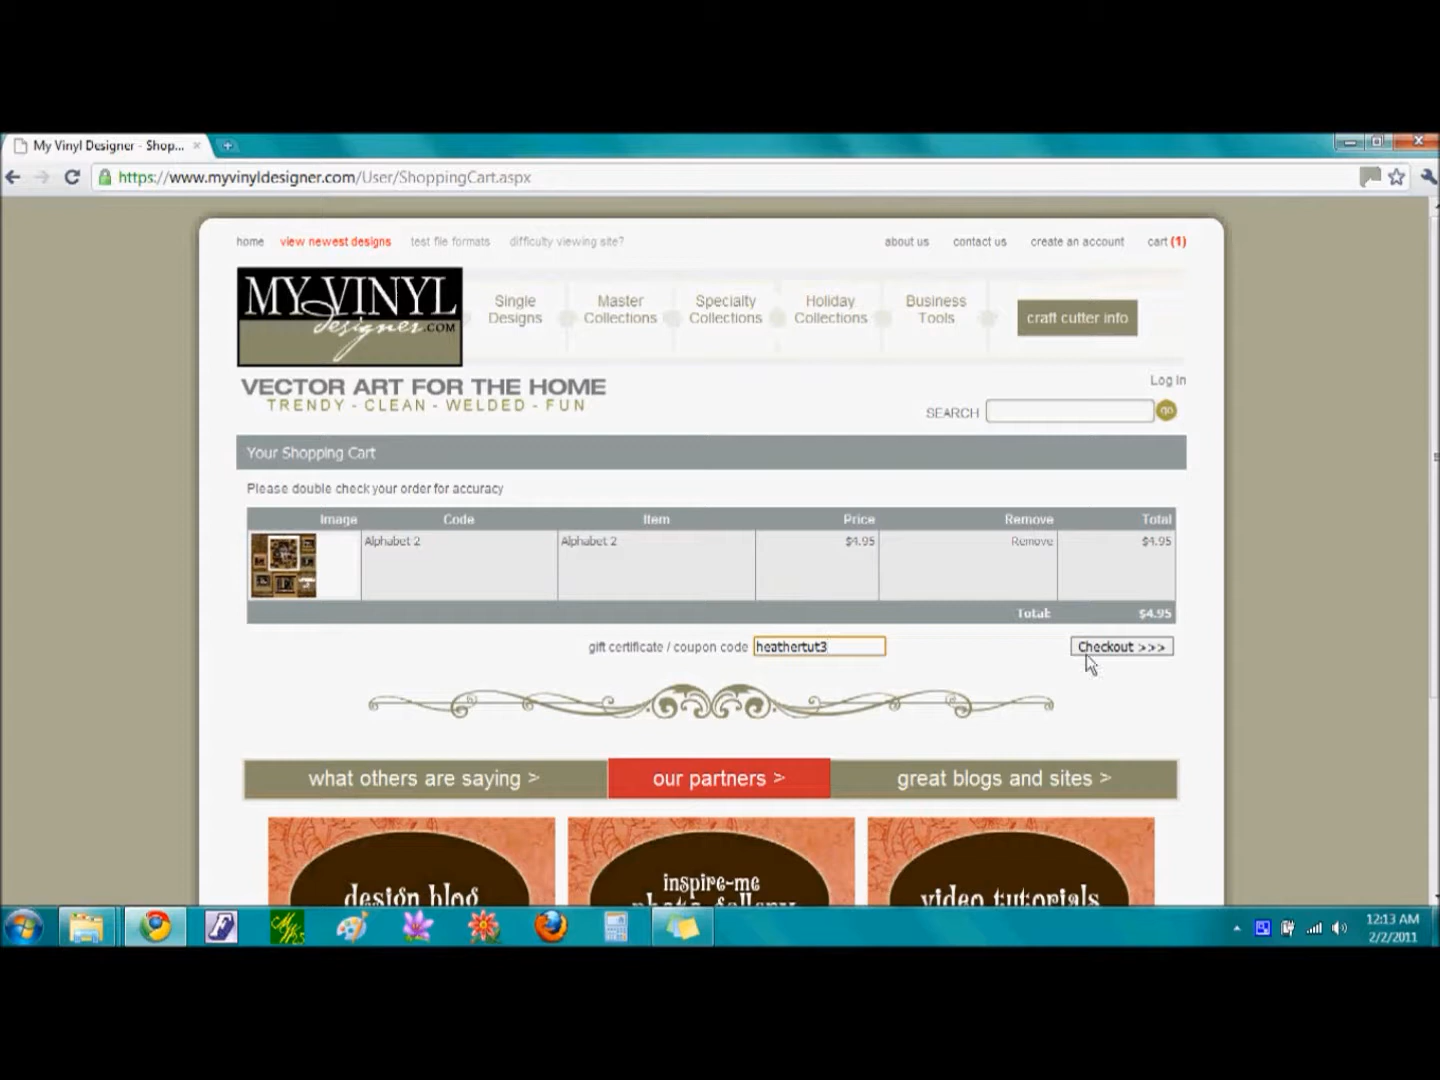 My Vinyl Designer - Shop...
https://www.myvinyldesigner.com/User/ShoppingCart.aspx
home view newest designs test file formats difficulty viewing site? about us contact us create an account cart (1)
MY VINYL
designer.COM
Single Designs
Master Collections
Specialty Collections
Holiday Collections
Business Tools
craft cutter info
VECTOR ART FOR THE HOME
TRENDY - CLEAN - WELDED - FUN
Log In
SEARCH go
Your Shopping Cart
Please double check your order for accuracy
Image Code Item Price Remove Total
Alphabet 2 Alphabet 2 $4.95 Remove $4.95
Total: $4.95
gift certificate / coupon code heathertut3 Checkout >>>
what others are saying > our partners > great blogs and sites >
design blog
inspire-me
photo gallery
video tutorials
12:13 AM
2/2/2011